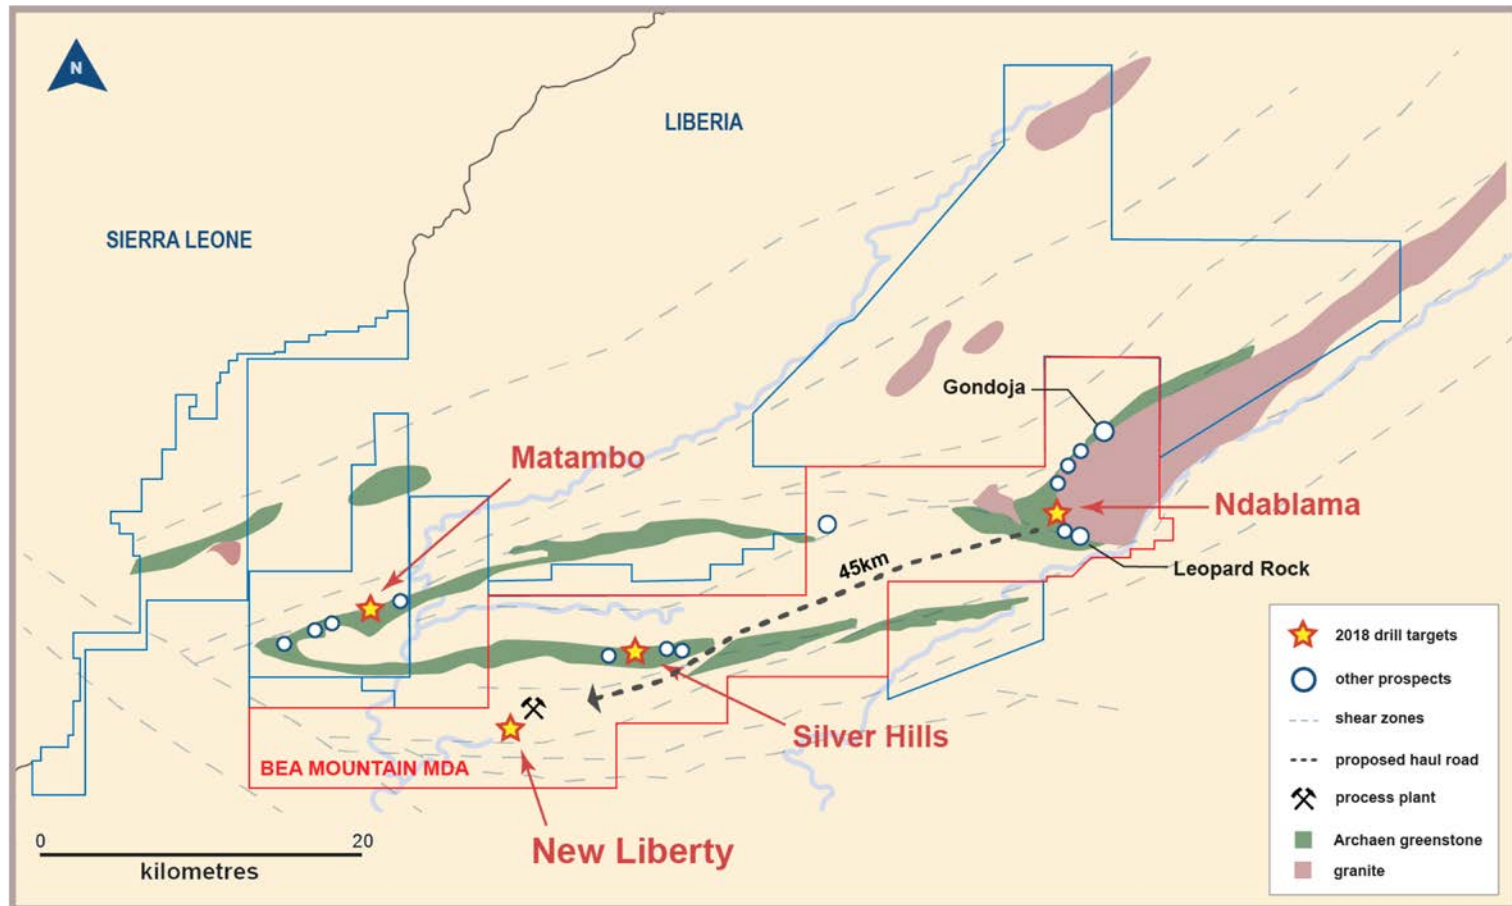 N
LIBERIA
SIERRA LEONE
Gondoja
Matambo
Ndablama
45km
Leopard Rock
Silver Hills
BEA MOUNTAIN MDA
New Liberty
0 20
kilometres
2018 drill targets
other prospects
shear zones
proposed haul road
process plant
Archaen greenstone
granite